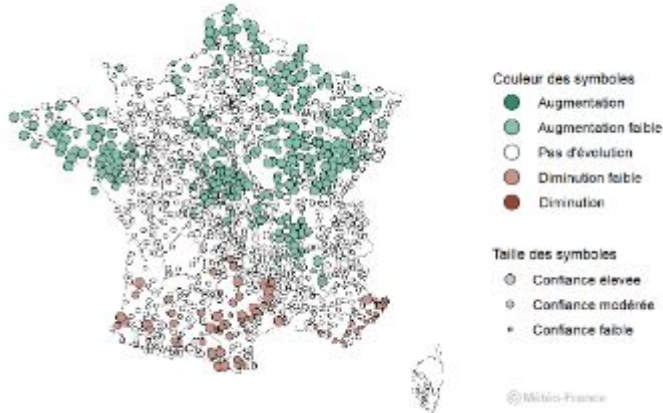 Couleur des symboles
Augmentation
Augmentation faible
Pas d'évolution
Diminution faible
Diminution
Taille des symboles
Confiance élevée
Confiance modérée
Confiance faible
©Météo-France